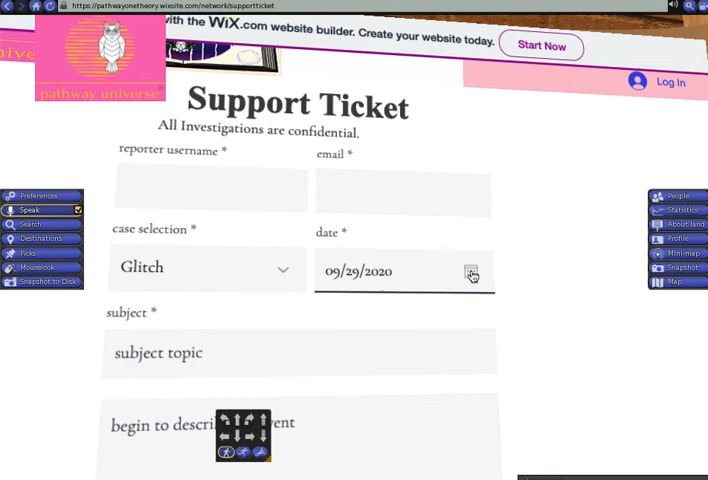 https://pathwayonetheory.wixsite.com/network/supportticket
with the WiX.com website builder. Create your website today.
Start Now
pathway universe
Log In
Support Ticket
All Investigations are confidential.
reporter username *
email *
case selection *
date *
Glitch
09/29/2020
subject *
subject topic
begin to descri
Preferences
Speak
Search
Destinations
Picks
Mouselook
Snapshot to Disk
People
Statistics
About land
Profile
Mini-map
Snapshot
Map